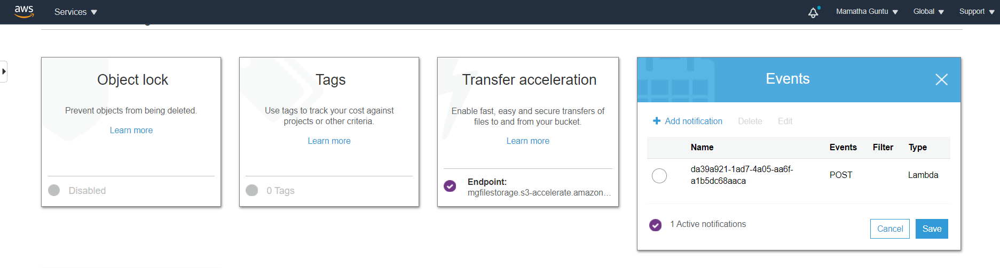 aws
Services
Mamatha Guntu
Global
Support
Object lock
Prevent objects from being deleted.
Learn more
Disabled
Tags
Use tags to track your cost against
projects or other criteria.
Learn more
0 Tags
Transfer acceleration
Enable fast, easy and secure transfers of
files to and from your bucket.
Learn more
Endpoint:
mgfilestorage.s3-accelerate.amazon...
Events
Add notification Delete Edit
Name Events Filter Type
da39a921-1ad7-4a05-aa6f-
a1b5dc68aaca
POST
Lambda
1 Active notifications
Cancel
Save